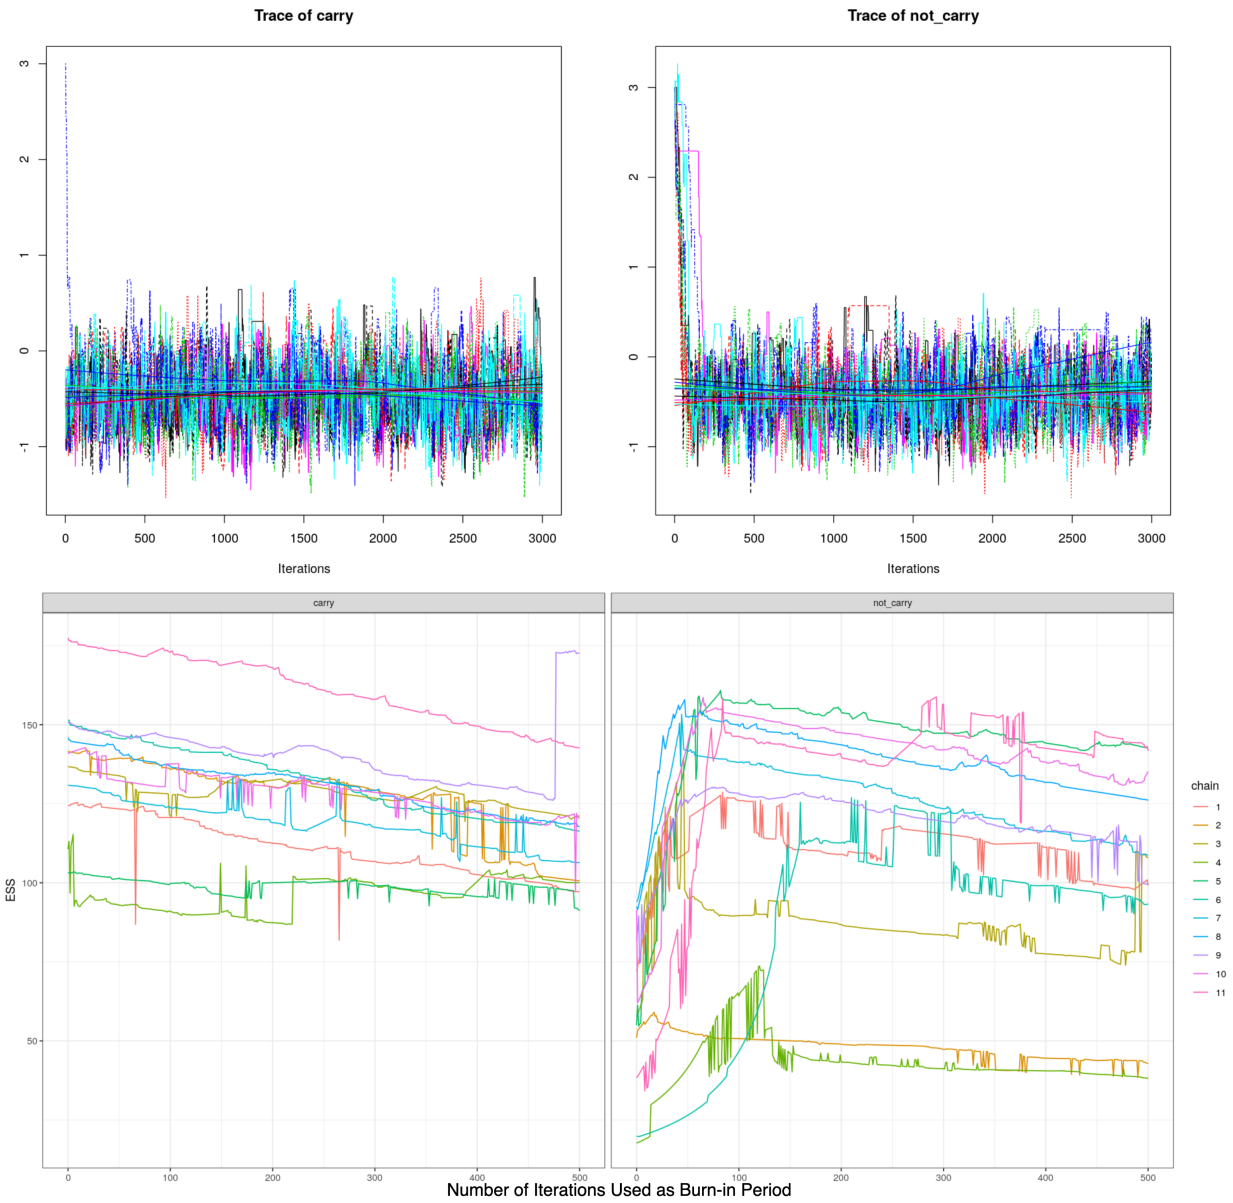 Trace of carry
Trace of not_carry
3
2
1
0
-1
3
2
1
0
-1
0 500 1000 1500 2000 2500 3000
0 500 1000 1500 2000 2500 3000
Iterations
Iterations
carry
not_carry
150
100
50
ESS
0 100 200 300 400 500
0 100 200 300 400 500
Number of Iterations Used as Burn-in Period
chain
1
2
3
4
5
6
7
8
9
10
11